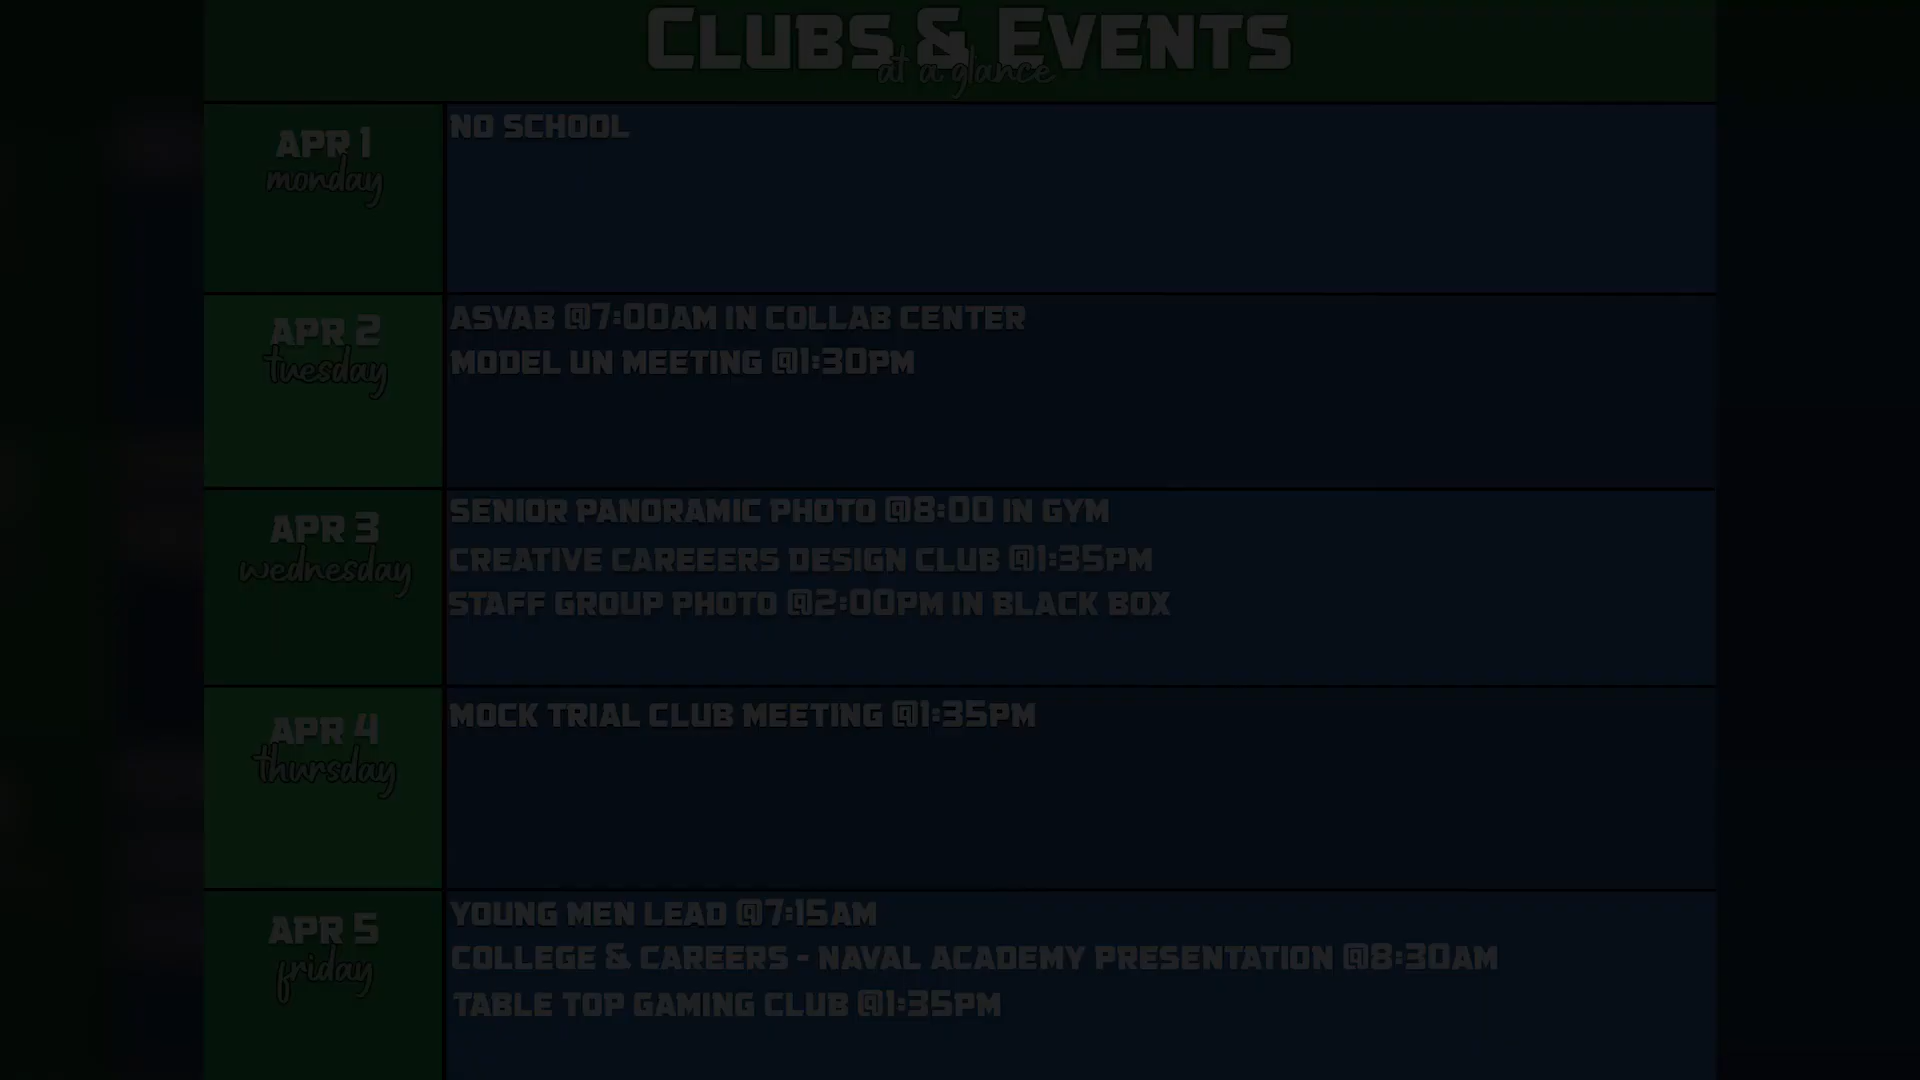 CLUBS & EVENTS
at a glance
APR 1
monday
NO SCHOOL
APR 2
tuesday
ASVAB @7:00AM IN COLLAB CENTER
MODEL UN MEETING @1:30PM
APR 3
wednesday
SENIOR PANORAMIC PHOTO @8:00 IN GYM
CREATIVE CAREEERS DESIGN CLUB @1:35PM
STAFF GROUP PHOTO @2:00PM IN BLACK BOX
APR 4
thursday
MOCK TRIAL CLUB MEETING @1:35PM
APR 5
friday
YOUNG MEN LEAD @7:15AM
COLLEGE & CAREERS - NAVAL ACADEMY PRESENTATION @8:30AM
TABLE TOP GAMING CLUB @1:35PM